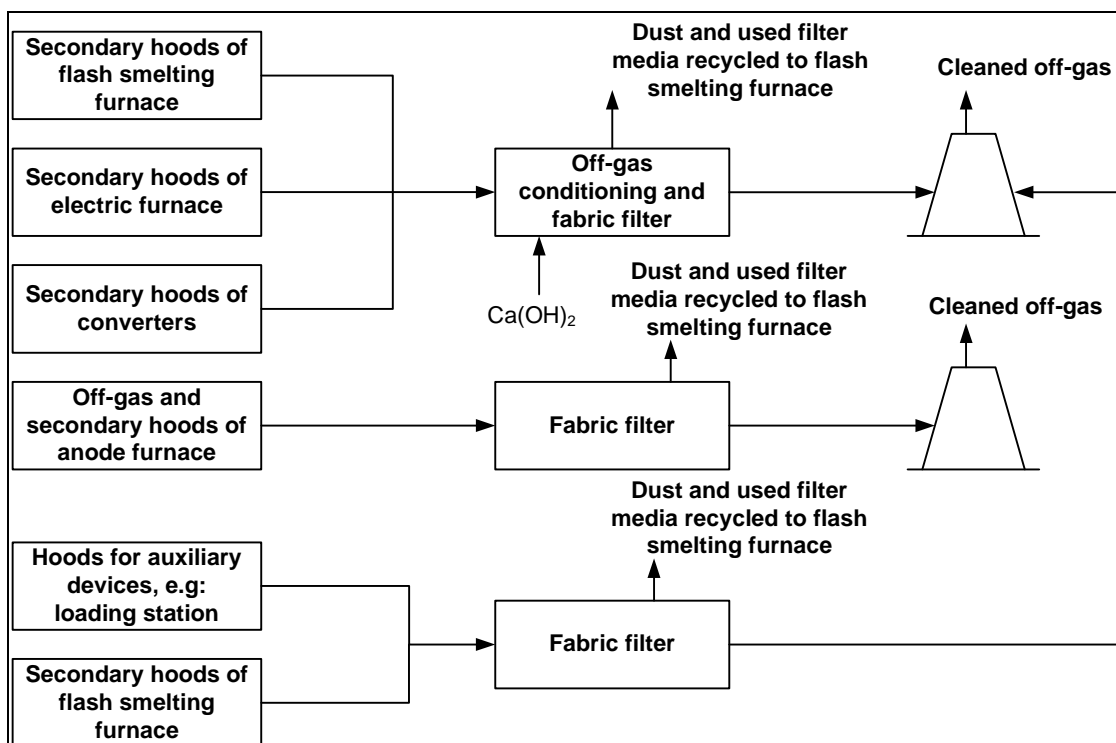 Secondary hoods of
flash smelting
furnace
Dust and used filter
media recycled to flash
smelting furnace
Cleaned off-gas
Secondary hoods of
electric furnace
Off-gas
conditioning and
fabric filter
Secondary hoods of
converters
Ca(OH)2
Dust and used filter
media recycled to flash
smelting furnace
Cleaned off-gas
Off-gas and
secondary hoods of
anode furnace
Fabric filter
Dust and used filter
media recycled to flash
smelting furnace
Hoods for auxiliary
devices, e.g:
loading station
Fabric filter
Secondary hoods of
flash smelting
furnace